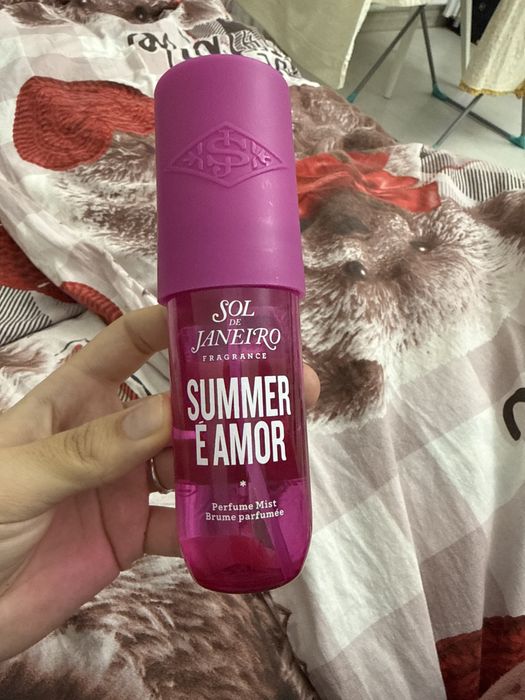 SOL
DE
JANEIRO
FRAGRANCE
SUMMER
É AMOR
*
Perfume Mist
Brume parfumée